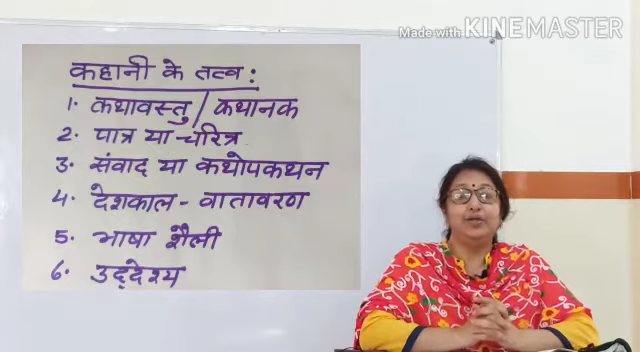 Made with KINEMASTER
कहानी के तत्व :
1. कथावस्तु / कथानक
2. पात्र या चरित्र
3. संवाद या कथोपकथन
4. देशकाल - वातावरण
5. भाषा शैली
6. उद्देश्य